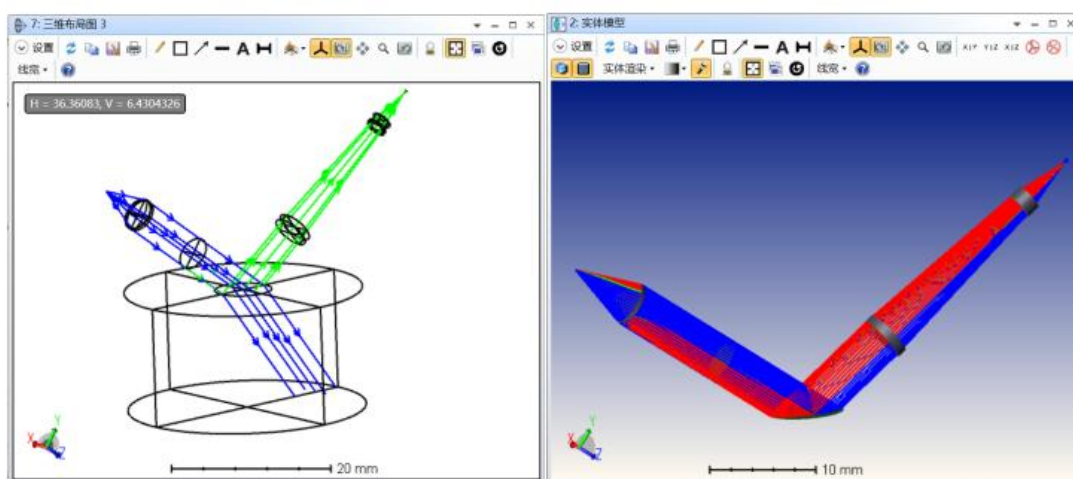 7: 三维布局图 3
设置
线宽
H = 36.36083, V = 6.4304326
X
Y
Z
20 mm
2: 实体模型
设置
X|Y Y|Z X|Z
实体渲染
线宽
X
Y
Z
10 mm